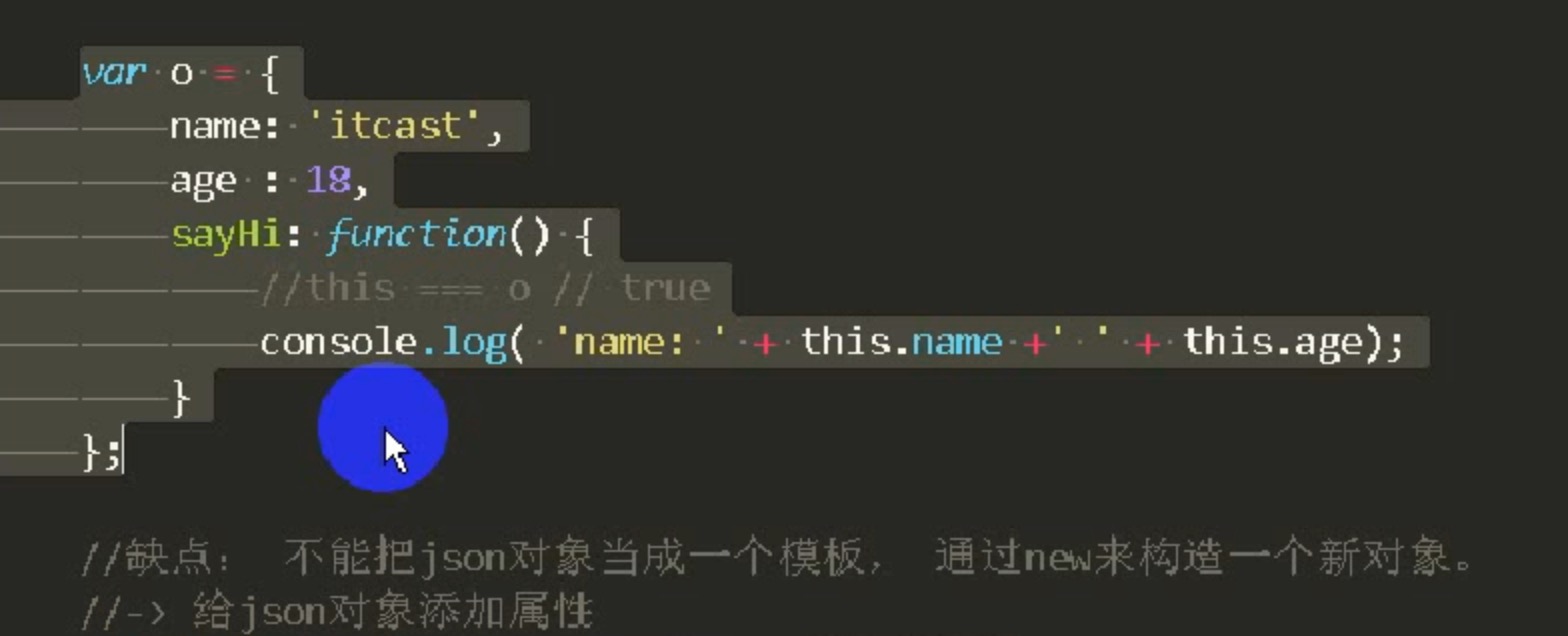 var o = {
name: 'itcast',
age : 18,
sayHi: function() {
//this === o // true
console.log( 'name: ' + this.name +' ' + this.age);
}
};
//缺点： 不能把json对象当成一个模板， 通过new来构造一个新对象。
//-> 给json对象添加属性